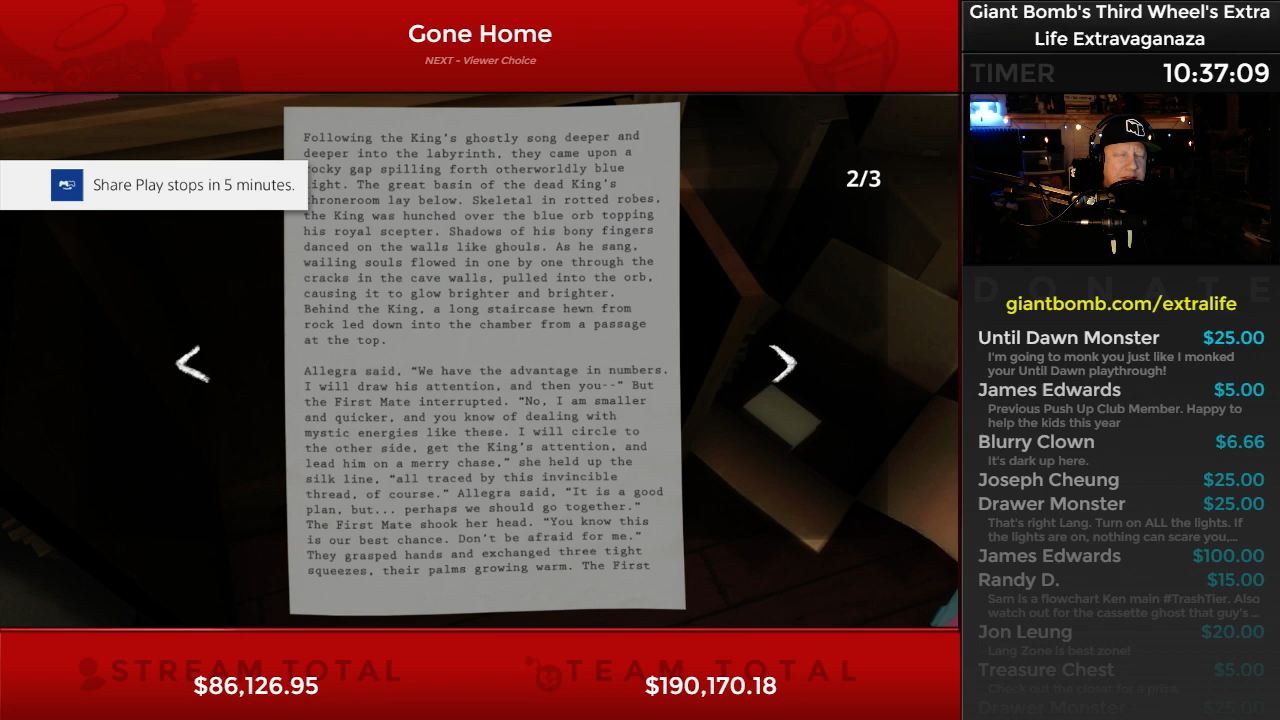 Gone Home
NEXT - Viewer Choice
Giant Bomb's Third Wheel's Extra
Life Extravaganaza
TIMER
10:37:09
Share Play stops in 5 minutes.
2/3
Following the King's ghostly song deeper and
deeper into the labyrinth, they came upon a
rocky gap spilling forth otherworldly blue
light. The great basin of the dead King's
throneroom lay below. Skeletal in rotted robes,
the King was hunched over the blue orb topping
his royal scepter. Shadows of his bony fingers
danced on the walls like ghouls. As he sang,
wailing souls flowed in one by one through the
cracks in the cave walls, pulled into the orb,
causing it to glow brighter and brighter.
Behind the King, a long staircase hewn from
rock led down into the chamber from a passage
at the top.
Allegra said, "We have the advantage in numbers.
I will draw his attention, and then you--" But
the First Mate interrupted. "No, I am smaller
and quicker, and you know of dealing with
mystic energies like these. I will circle to
the other side, get the King's attention, and
lead him on a merry chase," she held up the
silk line, "all traced by this invincible
thread, of course." Allegra said, "It is a good
plan, but... perhaps we should go together."
The First Mate shook her head. "You know this
is our best chance. Don't be afraid for me."
They grasped hands and exchanged three tight
squeezes, their palms growing warm. The First
DONATE
giantbomb.com/extralife
Until Dawn Monster $25.00
I'm going to monk you just like I monked
your Until Dawn playthrough!
James Edwards $5.00
Previous Push Up Club Member. Happy to
help the kids this year
Blurry Clown $6.66
It's dark up here.
Joseph Cheung $25.00
Drawer Monster $25.00
That's right Lang. Turn on ALL the lights. If
the lights are on, nothing can scare you,...
James Edwards $100.00
Randy D. $15.00
Sam is a flowchart Ken main #TrashTier. Also
watch out for the cassette ghost that guy's ...
Jon Leung $20.00
Lang Zone is best zone!
Treasure Chest $5.00
Check out the closet for a prize.
Drawer Monster $25.00
STREAM TOTAL
$86,126.95
TEAM TOTAL
$190,170.18